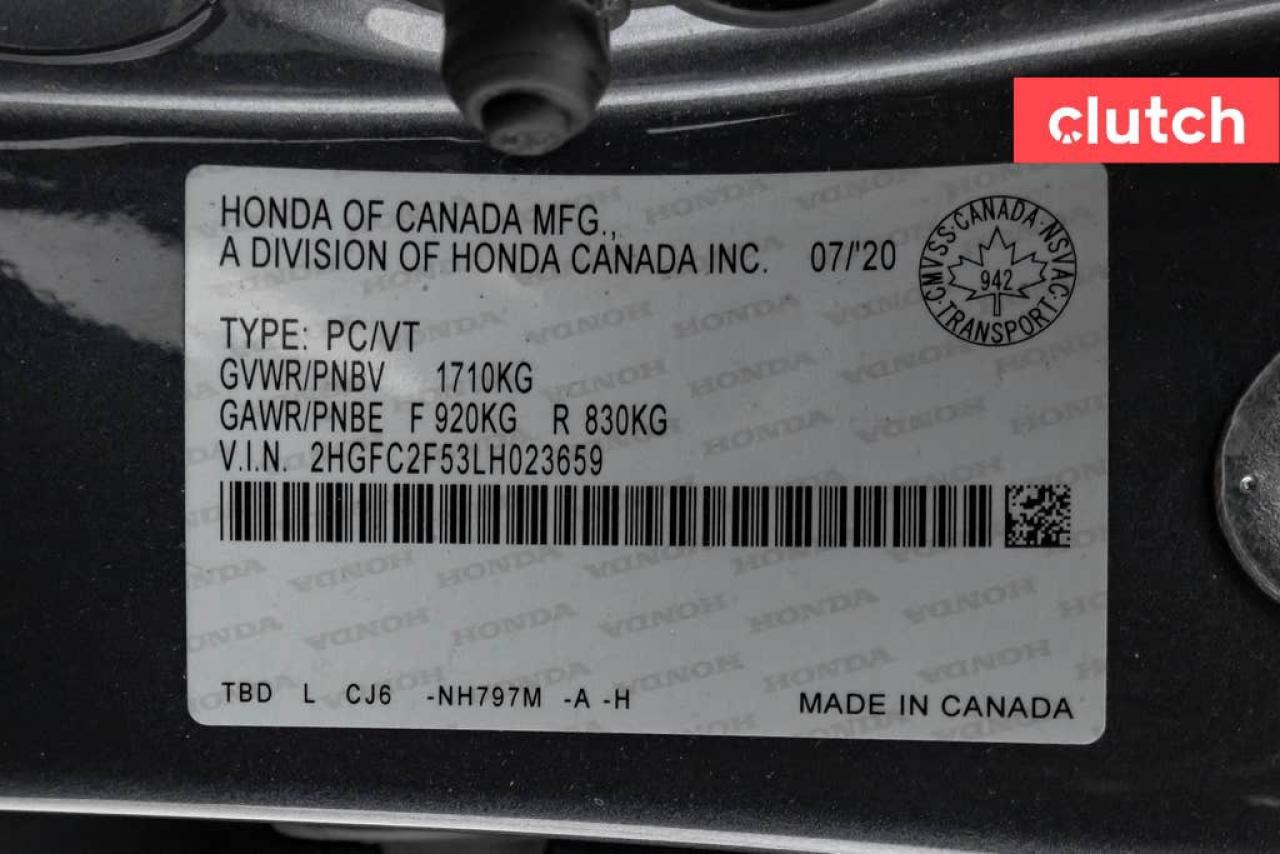 clutch
HONDA OF CANADA MFG.,
A DIVISION OF HONDA CANADA INC. 07/'20
CMVSS·CANADA·NSVAC·TRANSPORT·
942
TYPE: PC/VT
GVWR/PNBV 1710KG
GAWR/PNBE F 920KG R 830KG
V.I.N. 2HGFC2F53LH023659
TBD L CJ6 -NH797M -A -H
MADE IN CANADA